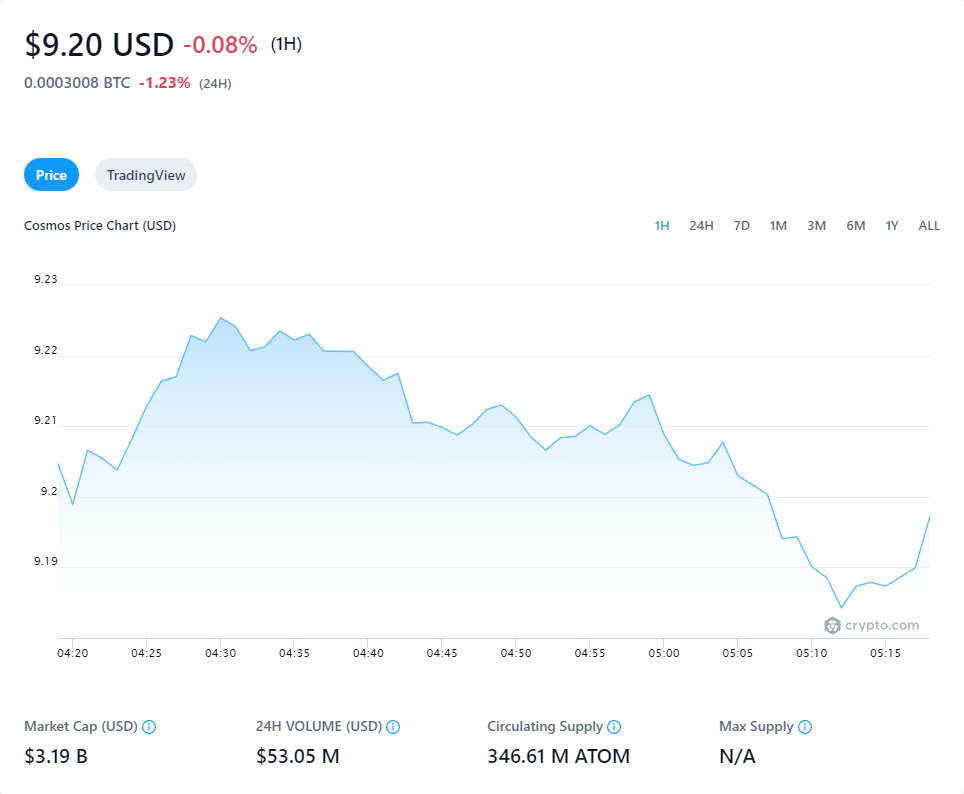 $9.20 USD -0.08% (1H)
0.0003008 BTC -1.23% (24H)
Price TradingView
Cosmos Price Chart (USD) 1H 24H 7D 1M 3M 6M 1Y ALL
9.23
9.22
9.21
9.2
9.19
crypto.com
04:20 04:25 04:30 04:35 04:40 04:45 04:50 04:55 05:00 05:05 05:10 05:15
Market Cap (USD) 24H VOLUME (USD) Circulating Supply Max Supply
$3.19 B $53.05 M 346.61 M ATOM N/A